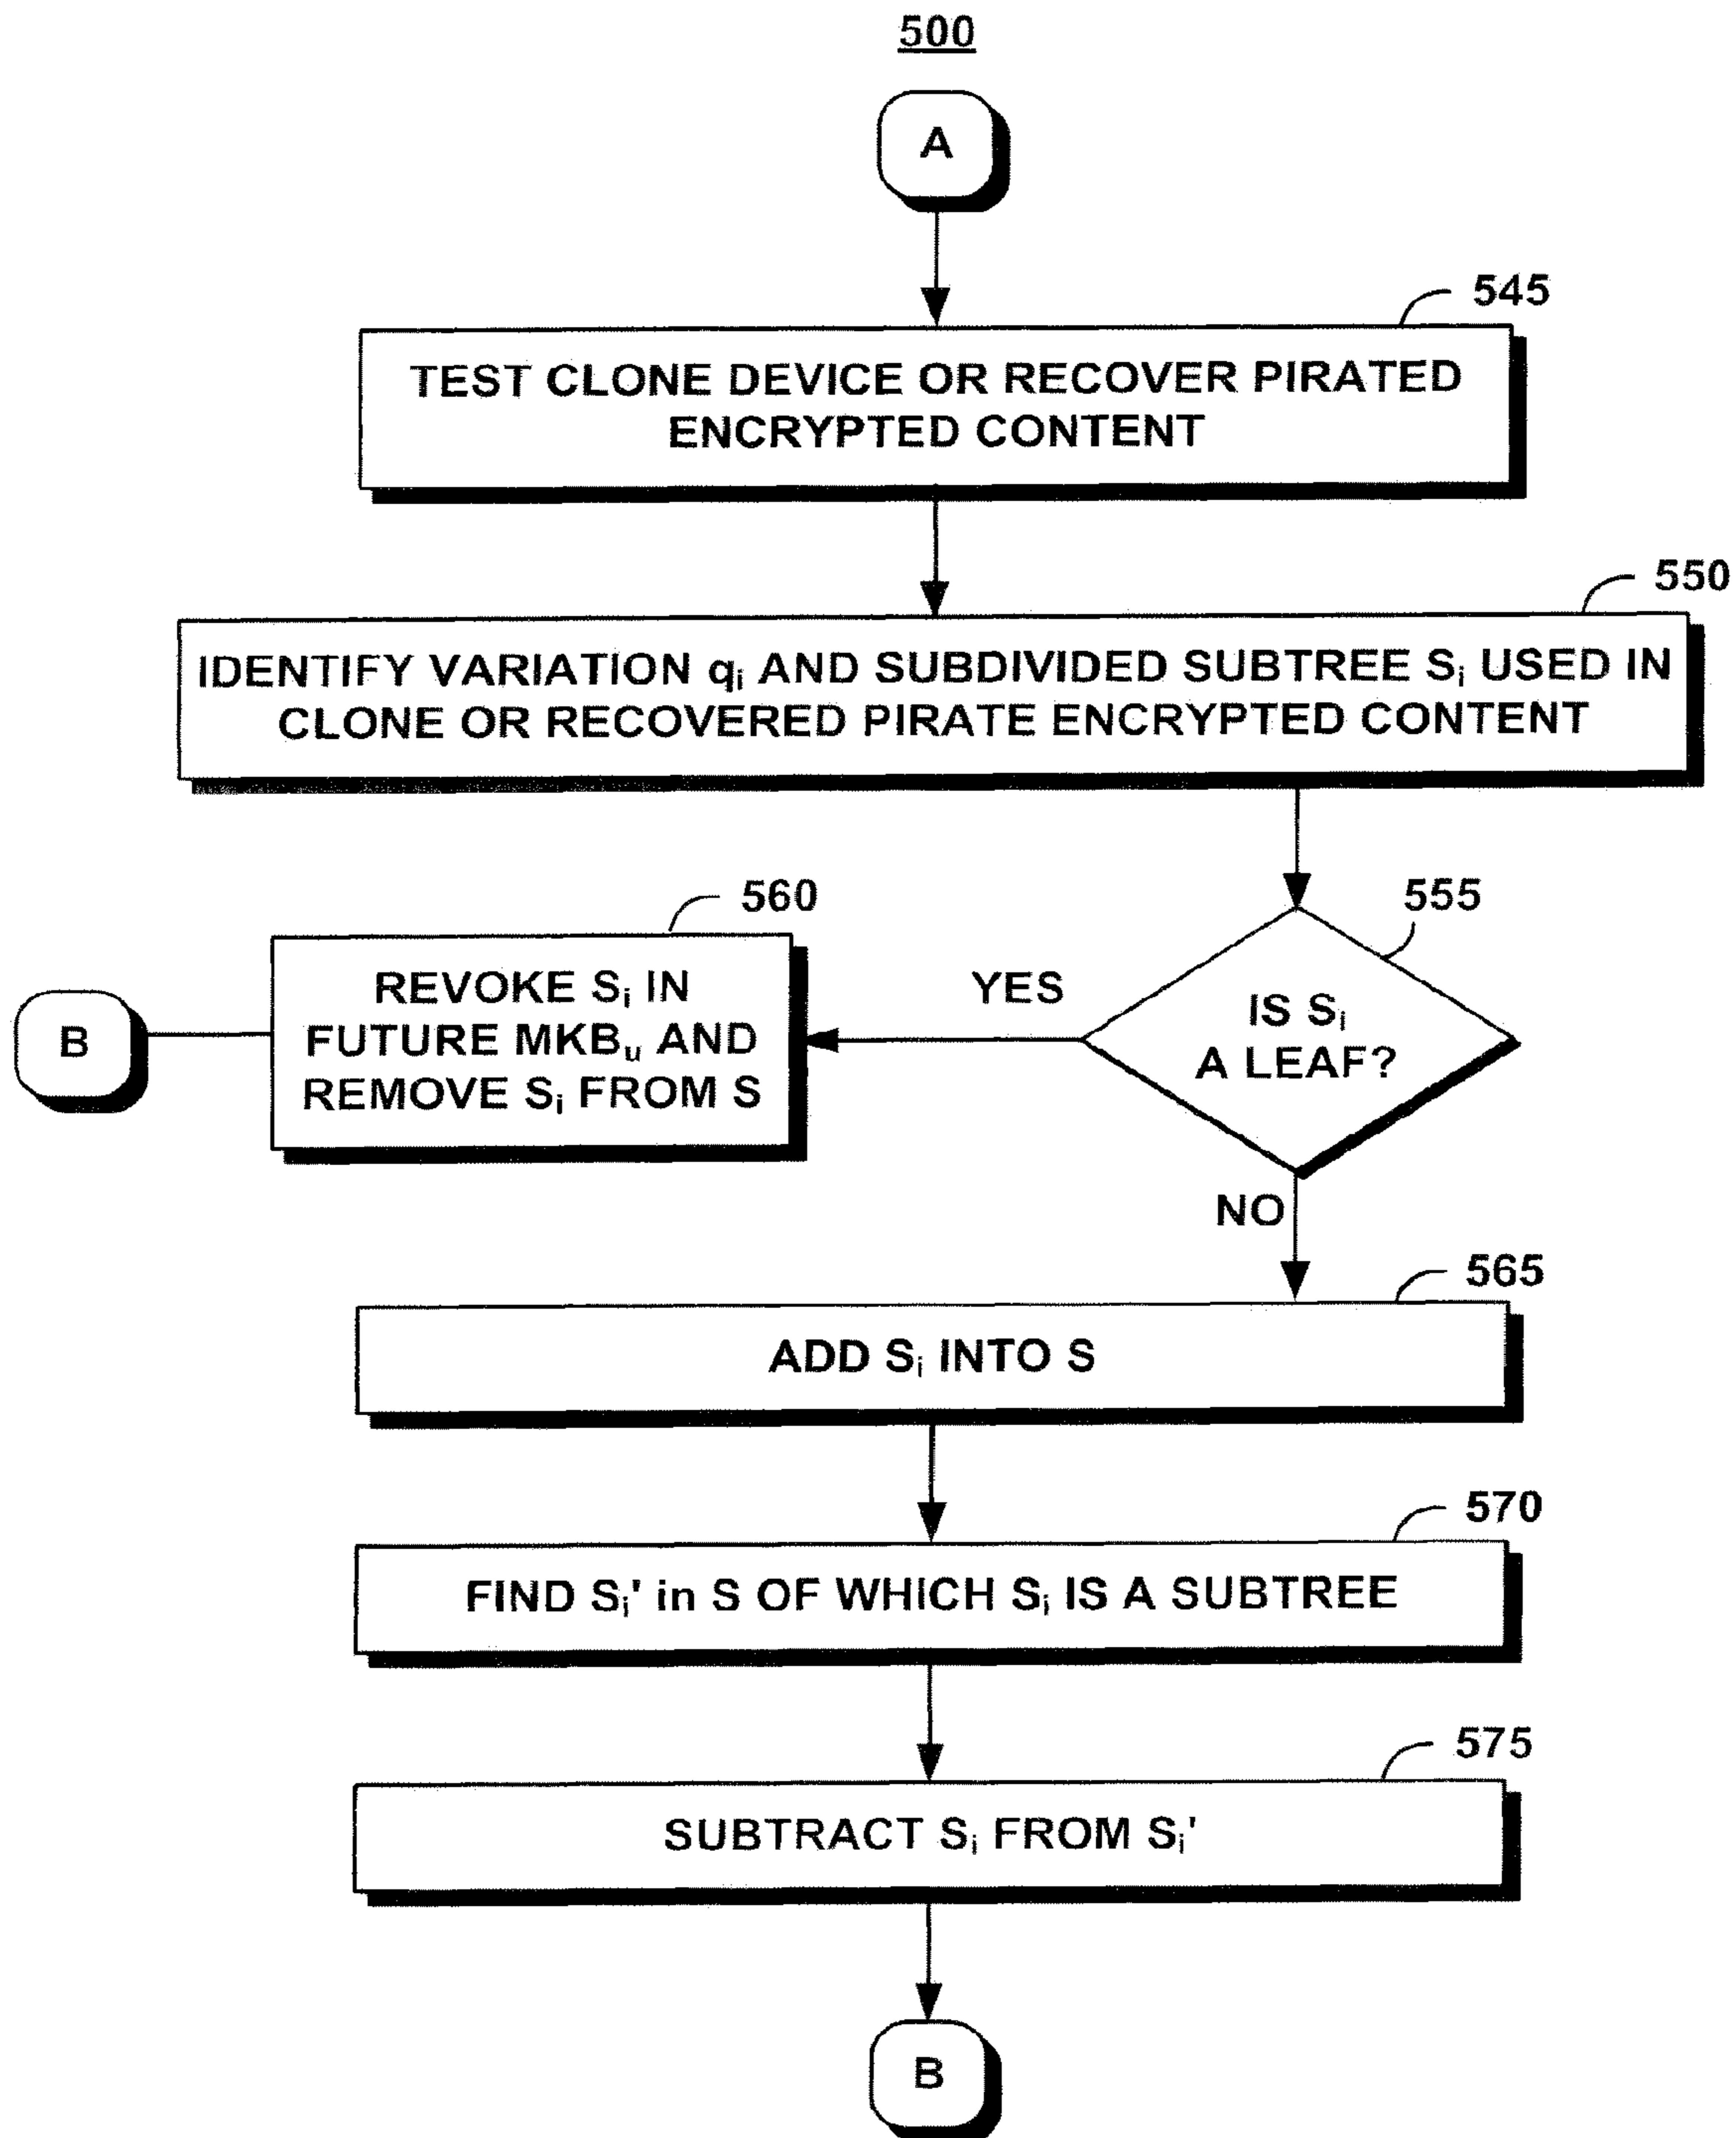 500
A
545
TEST CLONE DEVICE OR RECOVER PIRATED
ENCRYPTED CONTENT
550
IDENTIFY VARIATION qᵢ AND SUBDIVIDED SUBTREE Sᵢ USED IN
CLONE OR RECOVERED PIRATE ENCRYPTED CONTENT
555
IS Sᵢ
A LEAF?
YES
560
REVOKE Sᵢ IN
FUTURE MKBᵤ AND
REMOVE Sᵢ FROM S
B
NO
565
ADD Sᵢ INTO S
570
FIND Sᵢ' in S OF WHICH Sᵢ IS A SUBTREE
575
SUBTRACT Sᵢ FROM Sᵢ'
B